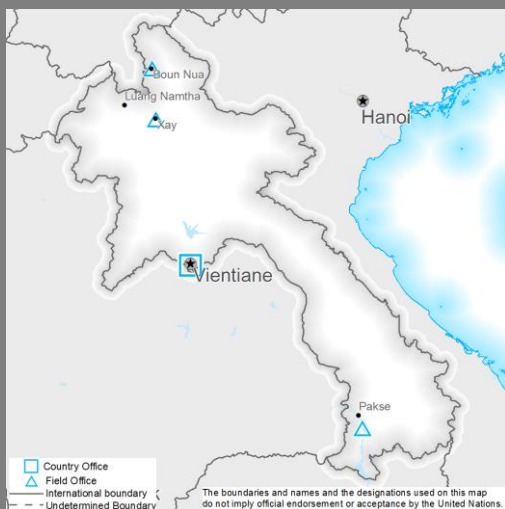 Boun Nua
Luang Namtha
Hanoi
Xay
Vientiane
Pakse
Country Office
Field Office
International boundary
Undetermined Boundary
The boundaries and names and the designations used on this map
do not imply official endorsement or acceptance by the United Nations.